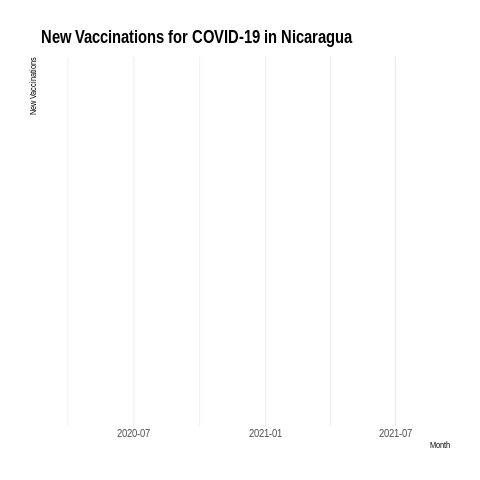 New Vaccinations for COVID-19 in Nicaragua
New Vaccinations
2020-07
2021-01
2021-07
Month